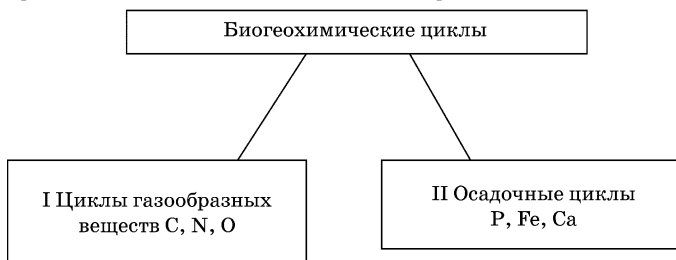 Биогеохимические циклы
I Циклы газообразных
веществ C, N, O
II Осадочные циклы
P, Fe, Ca